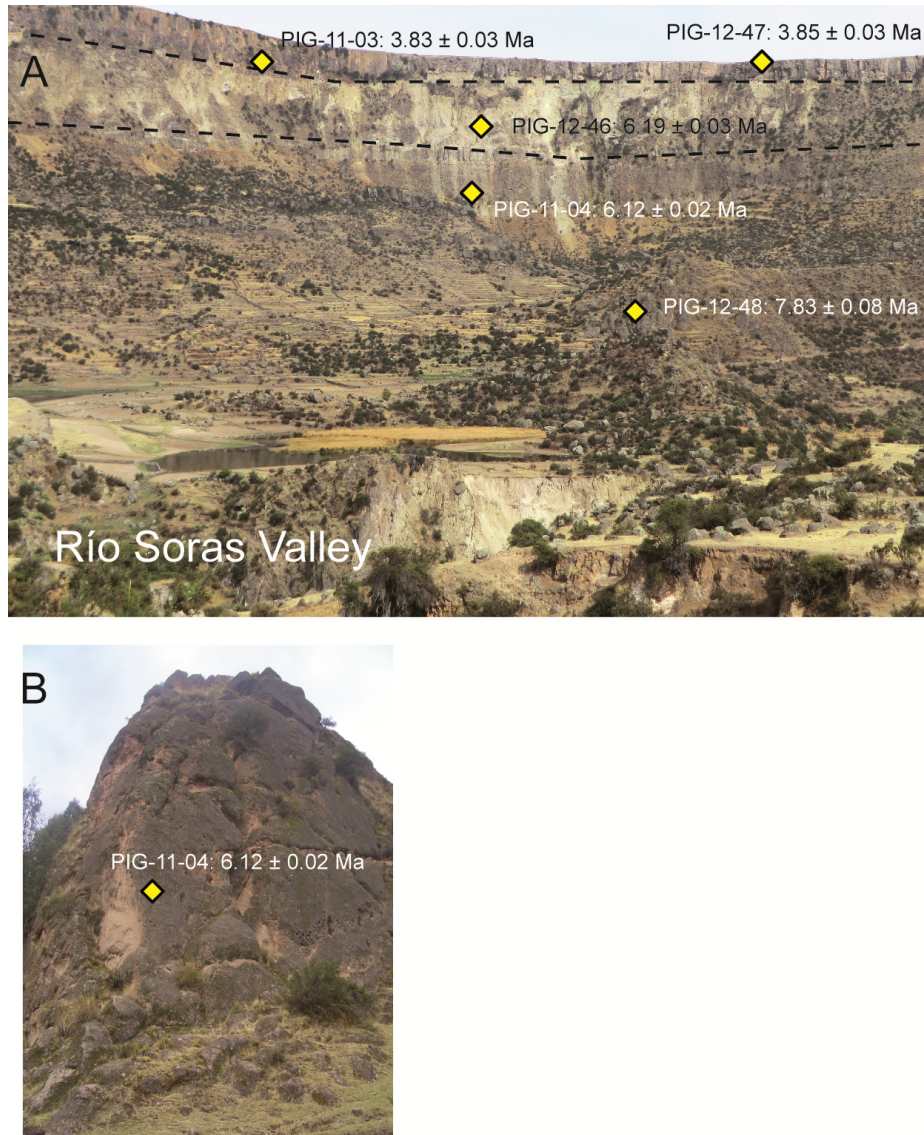 PIG-11-03: 3.83 ± 0.03 Ma
PIG-12-47: 3.85 ± 0.03 Ma
A
PIG-12-46: 6.19 ± 0.03 Ma
PIG-11-04: 6.12 ± 0.02 Ma
PIG-12-48: 7.83 ± 0.08 Ma
Río Soras Valley
B
PIG-11-04: 6.12 ± 0.02 Ma